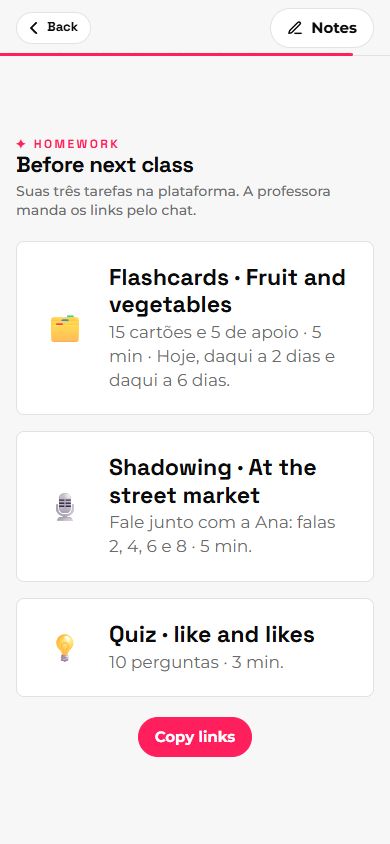 Back
Notes
HOMEWORK
Before next class
Suas três tarefas na plataforma. A professora
manda os links pelo chat.
Flashcards · Fruit and
vegetables
15 cartões e 5 de apoio · 5
min · Hoje, daqui a 2 dias e
daqui a 6 dias.
Shadowing · At the
street market
Fale junto com a Ana: falas
2, 4, 6 e 8 · 5 min.
Quiz · like and likes
10 perguntas · 3 min.
Copy links